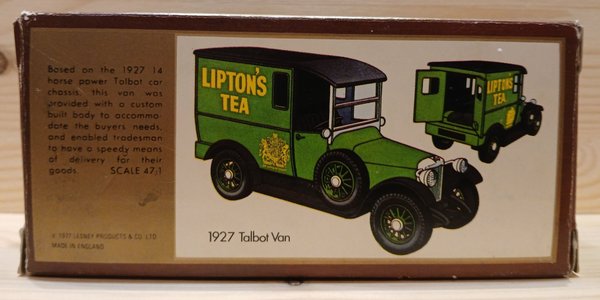 Based on the 1927 14
horse power Talbot car
chassis, this van was
provided with a custom
built body to accommo-
date the buyers needs,
and enabled tradesman
to have a speedy means
of delivery for their
goods. SCALE 47:1
© 1977 LESNEY PRODUCTS & CO. LTD.
MADE IN ENGLAND
LIPTON'S
TEA
LIPTON'S
TEA
1927 Talbot Van